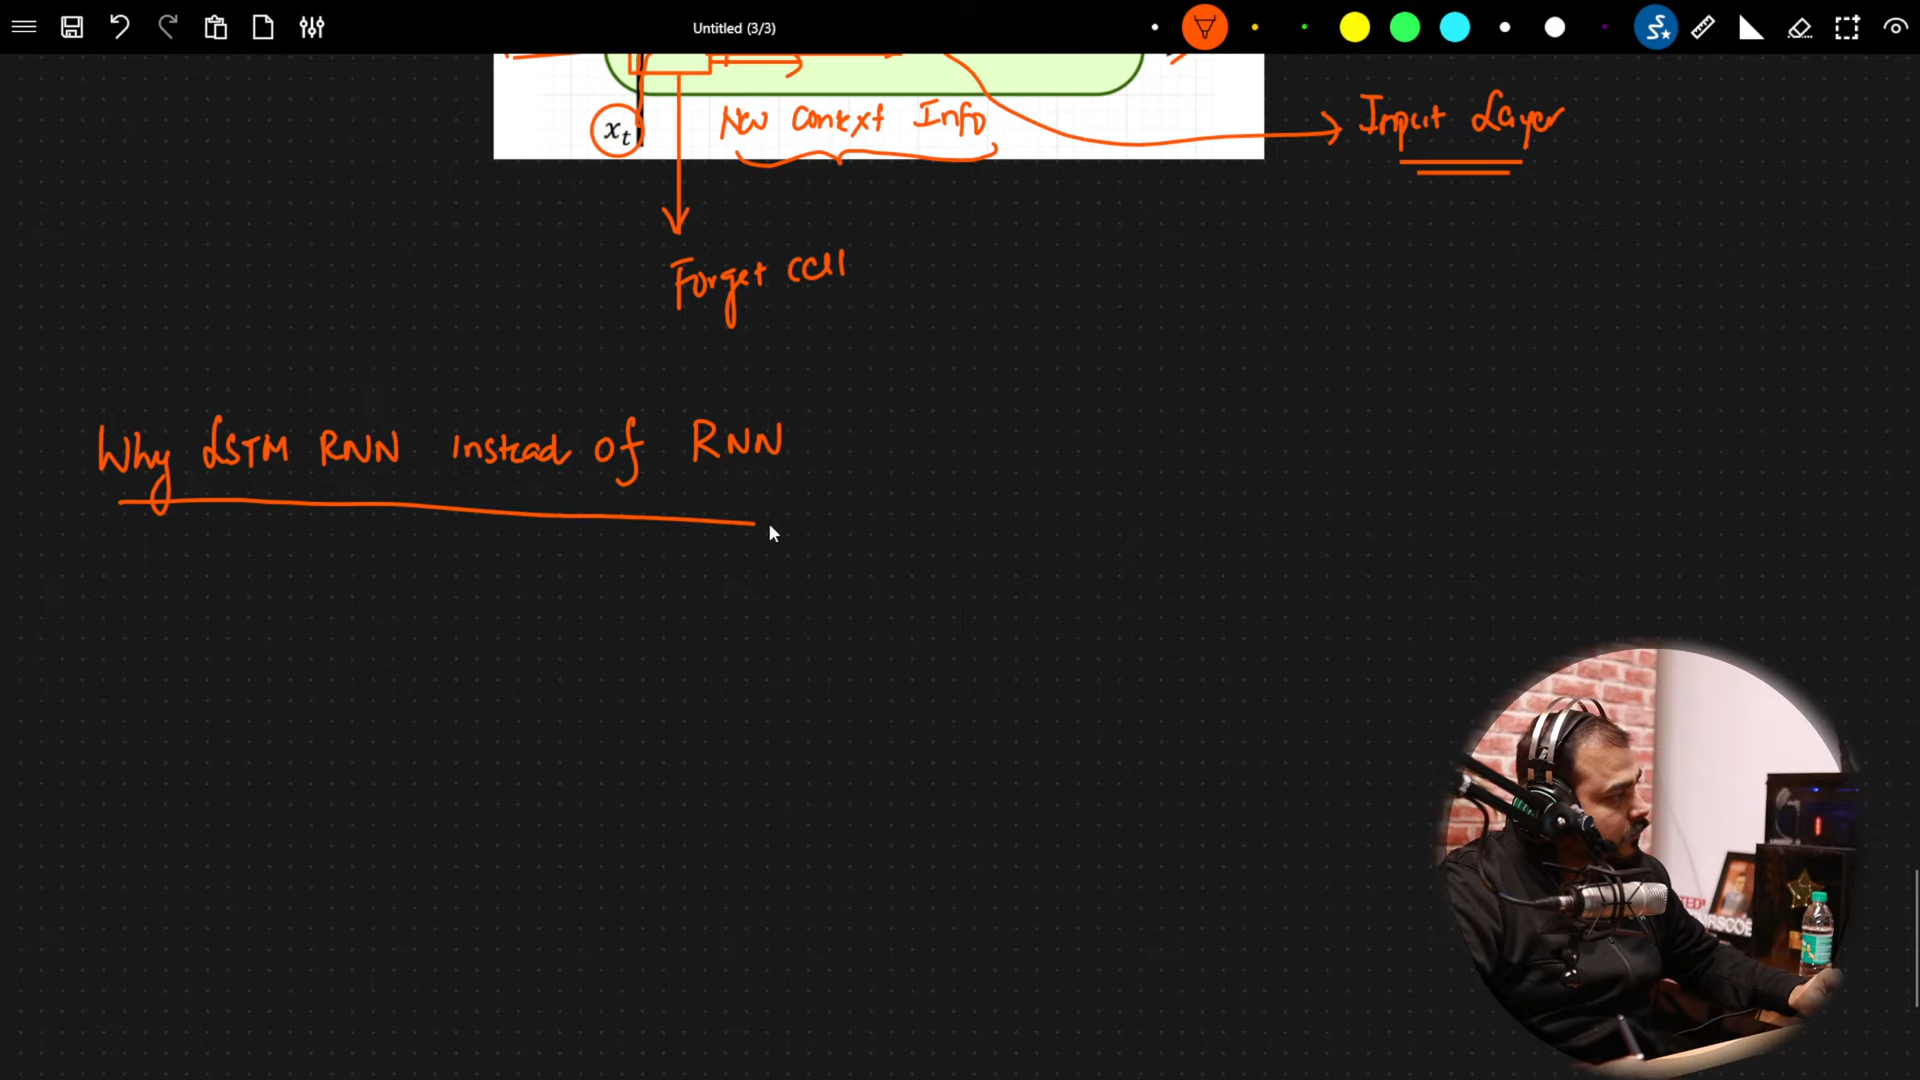 Untitled (3/3)
New Context Info
Input Layer
xt
Forget cell
Why LSTM RNN instead of RNN